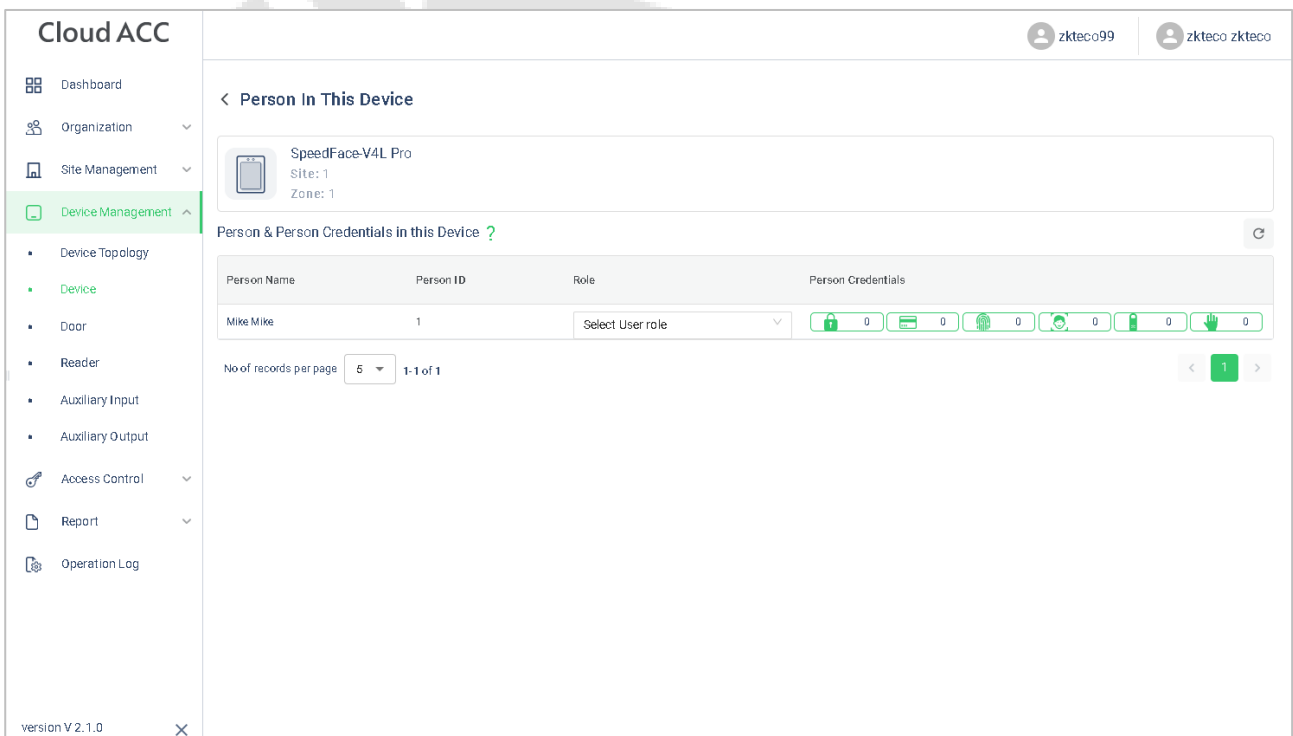 Cloud ACC
zkteco99
zkteco zkteco
Dashboard
Organization
Site Management
Device Management
Device Topology
Device
Door
Reader
Auxiliary Input
Auxiliary Output
Access Control
Report
Operation Log
version V 2.1.0
Person In This Device
SpeedFace-V4L Pro
Site: 1
Zone: 1
Person & Person Credentials in this Device ?
Person Name Person ID Role Person Credentials
Mike Mike 1 Select User role 0 0 0 0 0 0
No of records per page 5 1-1 of 1 < 1 >